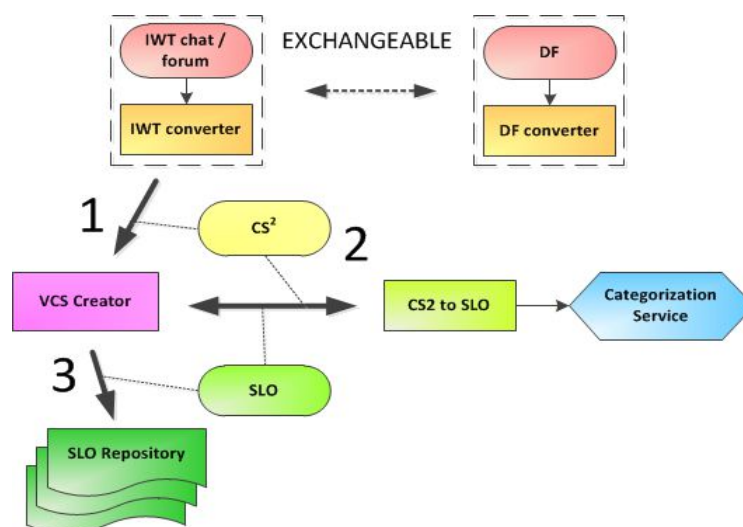 IWT chat /
forum
EXCHANGEABLE
DF
IWT converter
DF converter
1
CS²
2
VCS Creator
CS2 to SLO
Categorization
Service
3
SLO
SLO Repository